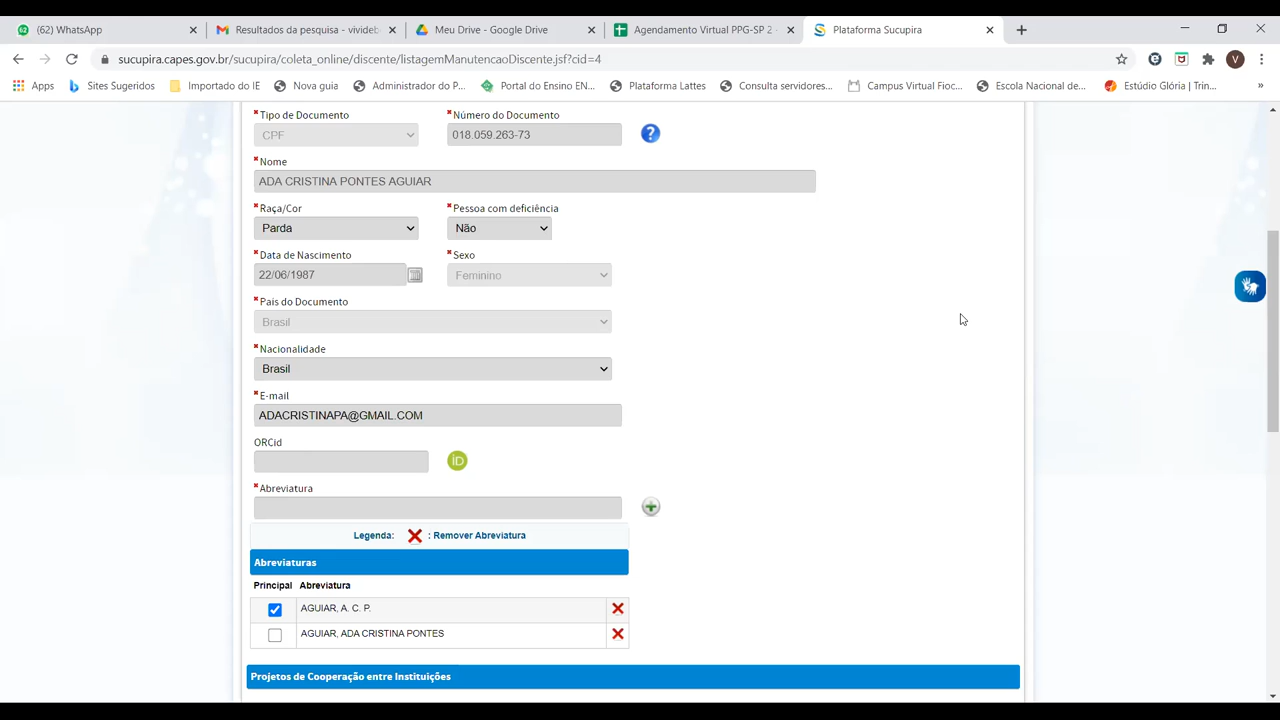 (62) WhatsApp
Resultados da pesquisa - videb
Meu Drive - Google Drive
Agendamento Virtual PPG-SP 2
Plataforma Sucupira
sucupira.capes.gov.br/sucupira/coleta_online/discente/listagemManutencaoDiscente.jsf?cid=4
V
Apps
Sites Sugeridos
Importado do IE
Nova guia
Administrador do P...
Portal do Ensino EN...
Plataforma Lattes
Consulta servidores...
Campus Virtual Fioc...
Escola Nacional de...
Estúdio Glória | Trin...
»
*Tipo de Documento *Número do Documento
CPF 018.059.263-73 ?
*Nome
ADA CRISTINA PONTES AGUIAR
*Raça/Cor *Pessoa com deficiência
Parda Não
*Data de Nascimento *Sexo
22/06/1987 Feminino
*País do Documento
Brasil
*Nacionalidade
Brasil
*E-mail
ADACRISTINAPA@GMAIL.COM
ORCid
iD
*Abreviatura
Legenda: : Remover Abreviatura
Abreviaturas
Principal Abreviatura
AGUIAR, A. C. P.
AGUIAR, ADA CRISTINA PONTES
Projetos de Cooperação entre Instituições